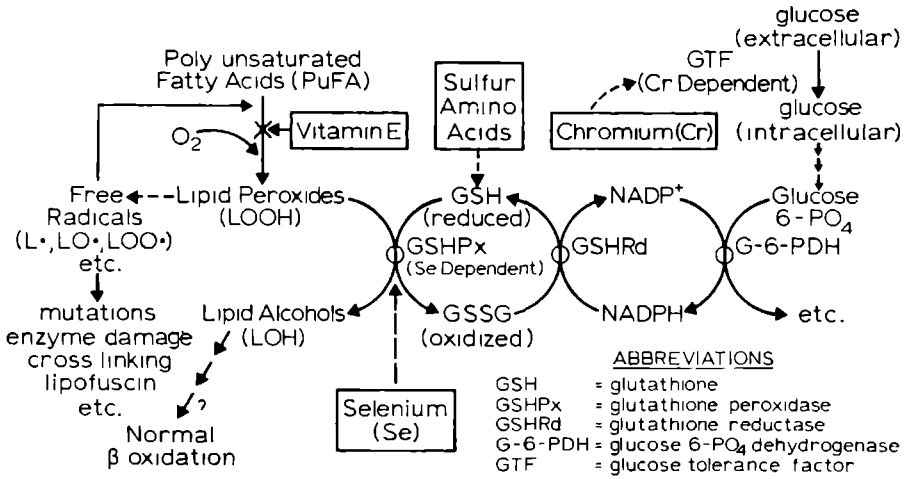 Poly unsaturated
Fatty Acids (PuFA)
O2
Vitamin E
Sulfur
Amino
Acids
GTF
(Cr Dependent)
Chromium (Cr)
glucose
(extracellular)
glucose
(intracellular)
Free
Radicals
(L•, LO•, LOO•)
etc.
Lipid Peroxides
(LOOH)
GSH
(reduced)
NADP+
Glucose
6-PO4
GSHPx
(Se Dependent)
GSHRd
G-6-PDH
mutations
enzyme damage
cross linking
lipofuscin
etc.
Lipid Alcohols
(LOH)
GSSG
(oxidized)
NADPH
etc.
?
Normal
β oxidation
Selenium
(Se)
ABBREVIATIONS
GSH = glutathione
GSHPx = glutathione peroxidase
GSHRd = glutathione reductase
G-6-PDH = glucose 6-PO4 dehydrogenase
GTF = glucose tolerance factor